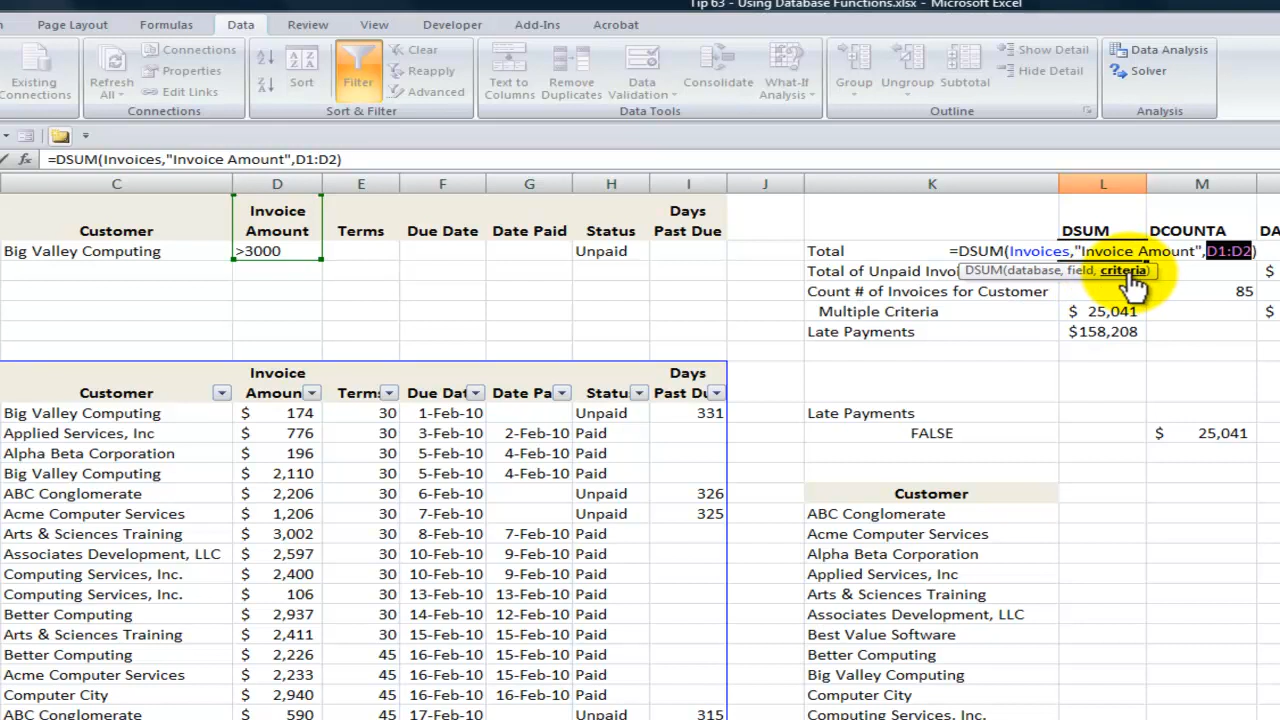 Tip 63 - Using Database Functions.xlsx - Microsoft Excel
Page Layout Formulas Data Review View Developer Add-Ins Acrobat
Existing Connections
Refresh All
Connections
Properties
Edit Links
Connections
Sort
Filter
Clear
Reapply
Advanced
Sort & Filter
Text to Columns
Remove Duplicates
Data Validation
Consolidate
What-If Analysis
Data Tools
Group
Ungroup
Subtotal
Show Detail
Hide Detail
Outline
Data Analysis
Solver
Analysis
fx =DSUM(Invoices,"Invoice Amount",D1:D2)
C D E F G H I J K L M
Customer Invoice Amount Terms Due Date Date Paid Status Days Past Due
DSUM DCOUNTA DA
Big Valley Computing >3000 Unpaid
Total =DSUM(Invoices,"Invoice Amount",D1:D2)
DSUM(database, field, criteria)
Total of Unpaid Invoi $
Count # of Invoices for Customer 85
Multiple Criteria $ 25,041 $
Late Payments $158,208
Customer Invoice Amoun Terms Due Dat Date Pa Statu Days Past Du
Big Valley Computing $ 174 30 1-Feb-10 Unpaid 331 Late Payments
Applied Services, Inc $ 776 30 3-Feb-10 2-Feb-10 Paid FALSE $ 25,041
Alpha Beta Corporation $ 196 30 5-Feb-10 4-Feb-10 Paid
Big Valley Computing $ 2,110 30 5-Feb-10 4-Feb-10 Paid
ABC Conglomerate $ 2,206 30 6-Feb-10 Unpaid 326 Customer
Acme Computer Services $ 1,206 30 7-Feb-10 Unpaid 325 ABC Conglomerate
Arts & Sciences Training $ 3,002 30 8-Feb-10 7-Feb-10 Paid Acme Computer Services
Associates Development, LLC $ 2,597 30 10-Feb-10 9-Feb-10 Paid Alpha Beta Corporation
Computing Services, Inc. $ 2,400 30 10-Feb-10 9-Feb-10 Paid Applied Services, Inc
Computing Services, Inc. $ 106 30 13-Feb-10 13-Feb-10 Paid Arts & Sciences Training
Better Computing $ 2,937 30 14-Feb-10 12-Feb-10 Paid Associates Development, LLC
Arts & Sciences Training $ 2,411 30 15-Feb-10 15-Feb-10 Paid Best Value Software
Better Computing $ 2,226 45 16-Feb-10 15-Feb-10 Paid Better Computing
Acme Computer Services $ 2,233 45 16-Feb-10 15-Feb-10 Paid Big Valley Computing
Computer City $ 2,940 45 16-Feb-10 16-Feb-10 Paid Computer City
ABC Conglomerate $ 590 45 17-Feb-10 Unpaid 315 Computing Services, Inc.